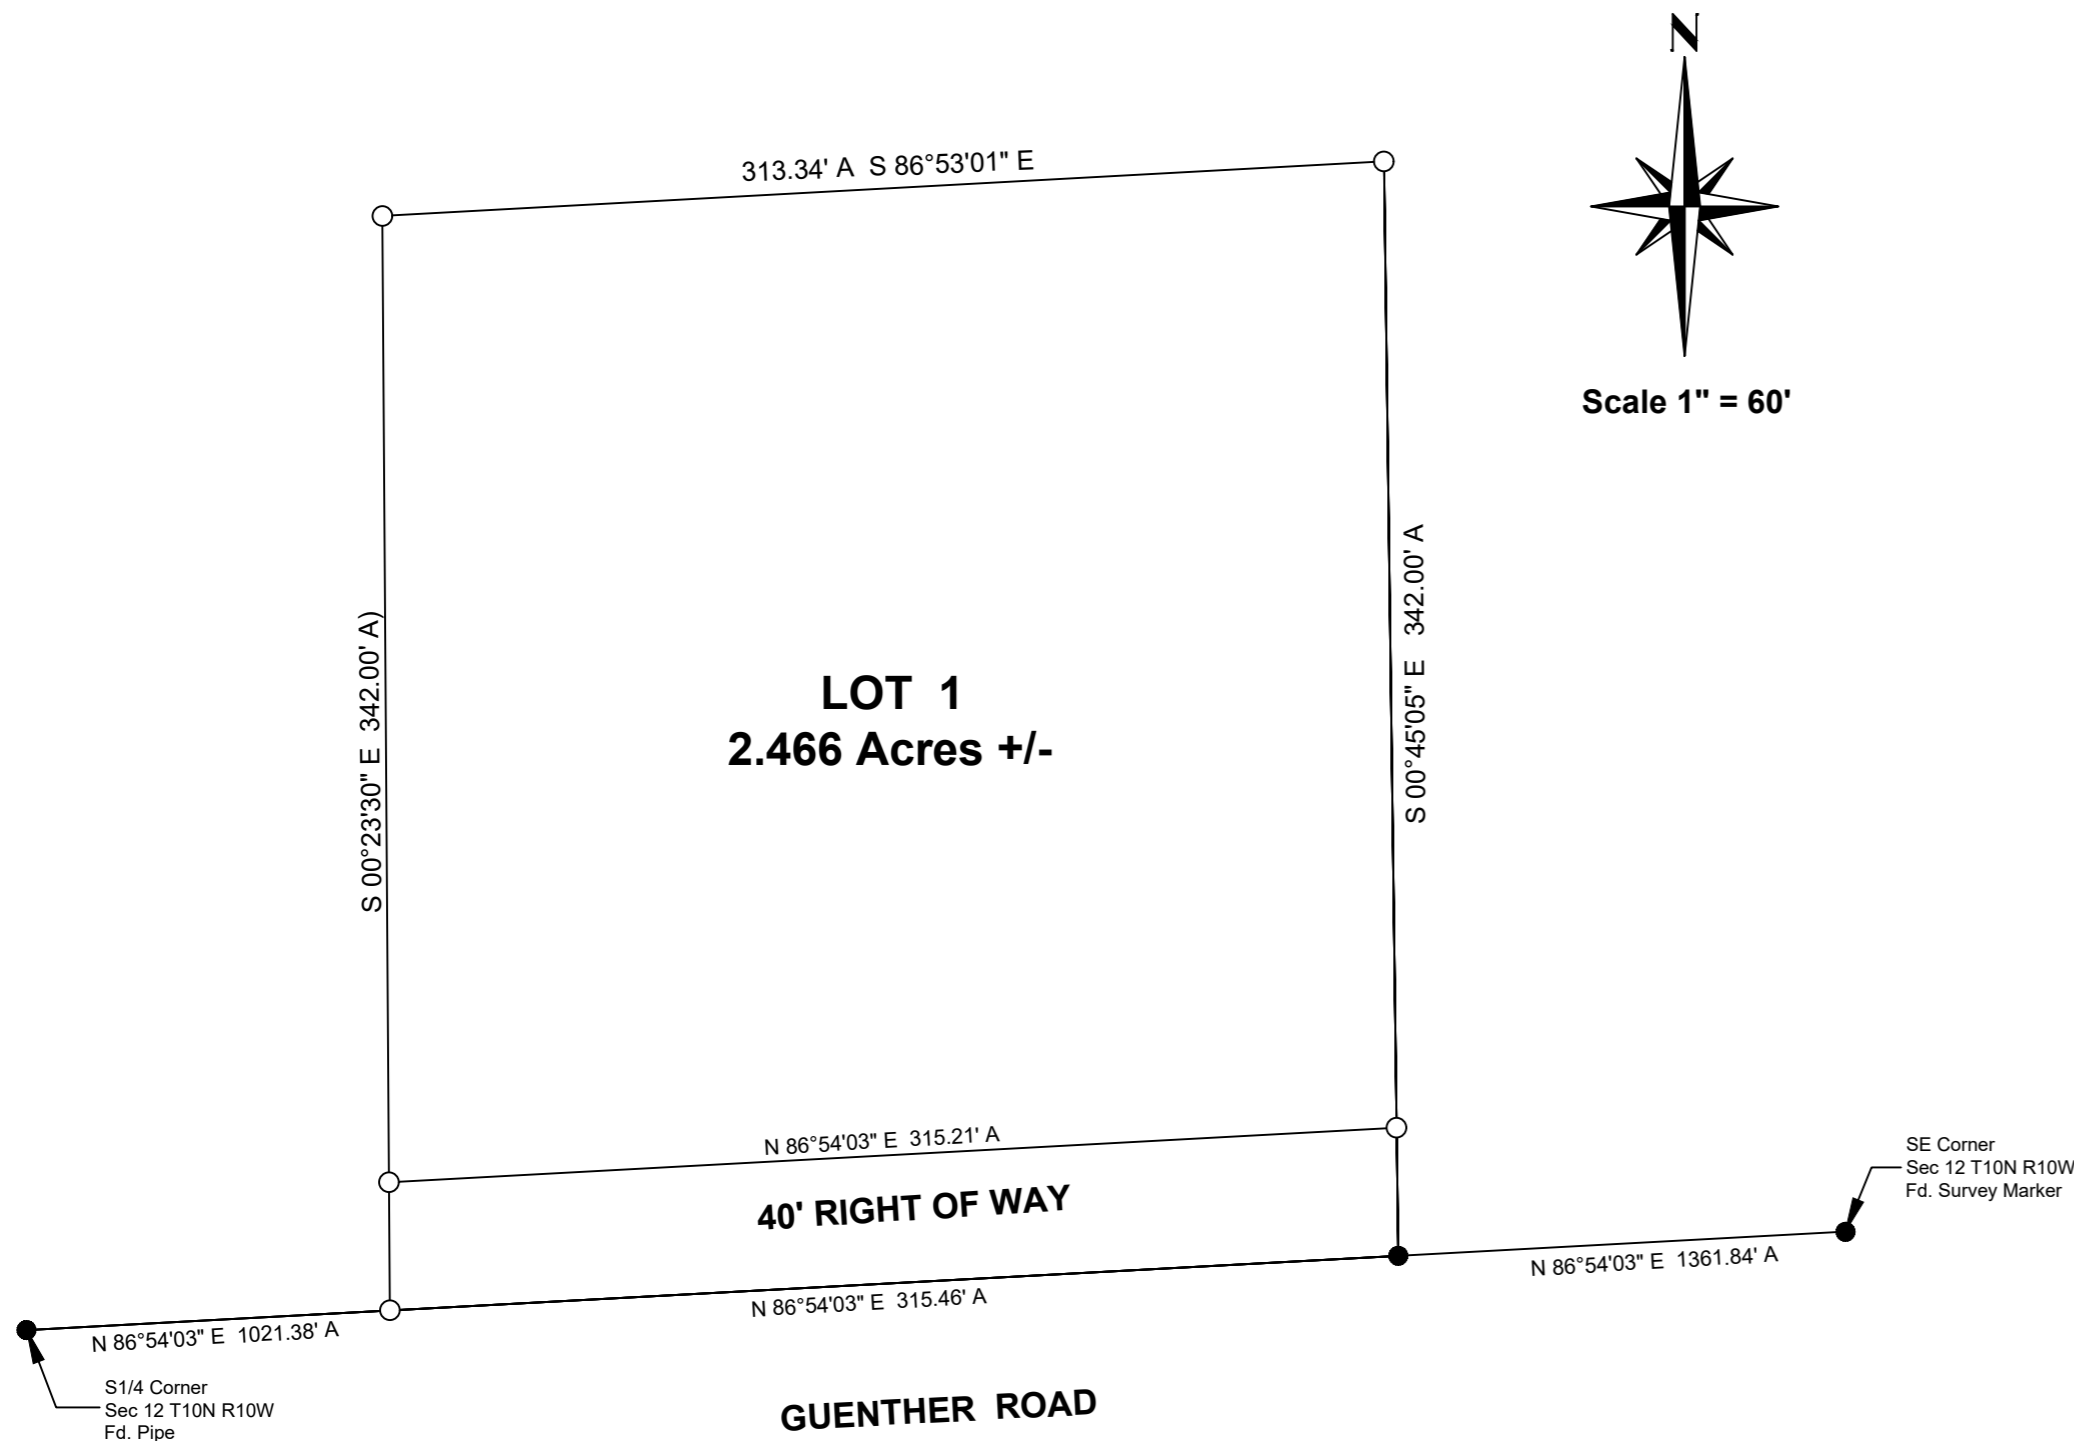 N
313.34' A  S 86°53'01" E
Scale 1" = 60'
S 00°23'30" E  342.00' A)
S 00°45'05" E   342.00' A
LOT  1
2.466 Acres +/-
N 86°54'03" E  315.21' A
40' RIGHT OF WAY
SE Corner
Sec 12 T10N R10W
Fd. Survey Marker
N 86°54'03" E  1361.84' A
N 86°54'03" E  315.46' A
N 86°54'03" E  1021.38' A
S1/4 Corner
Sec 12 T10N R10W
Fd. Pipe
GUENTHER  ROAD